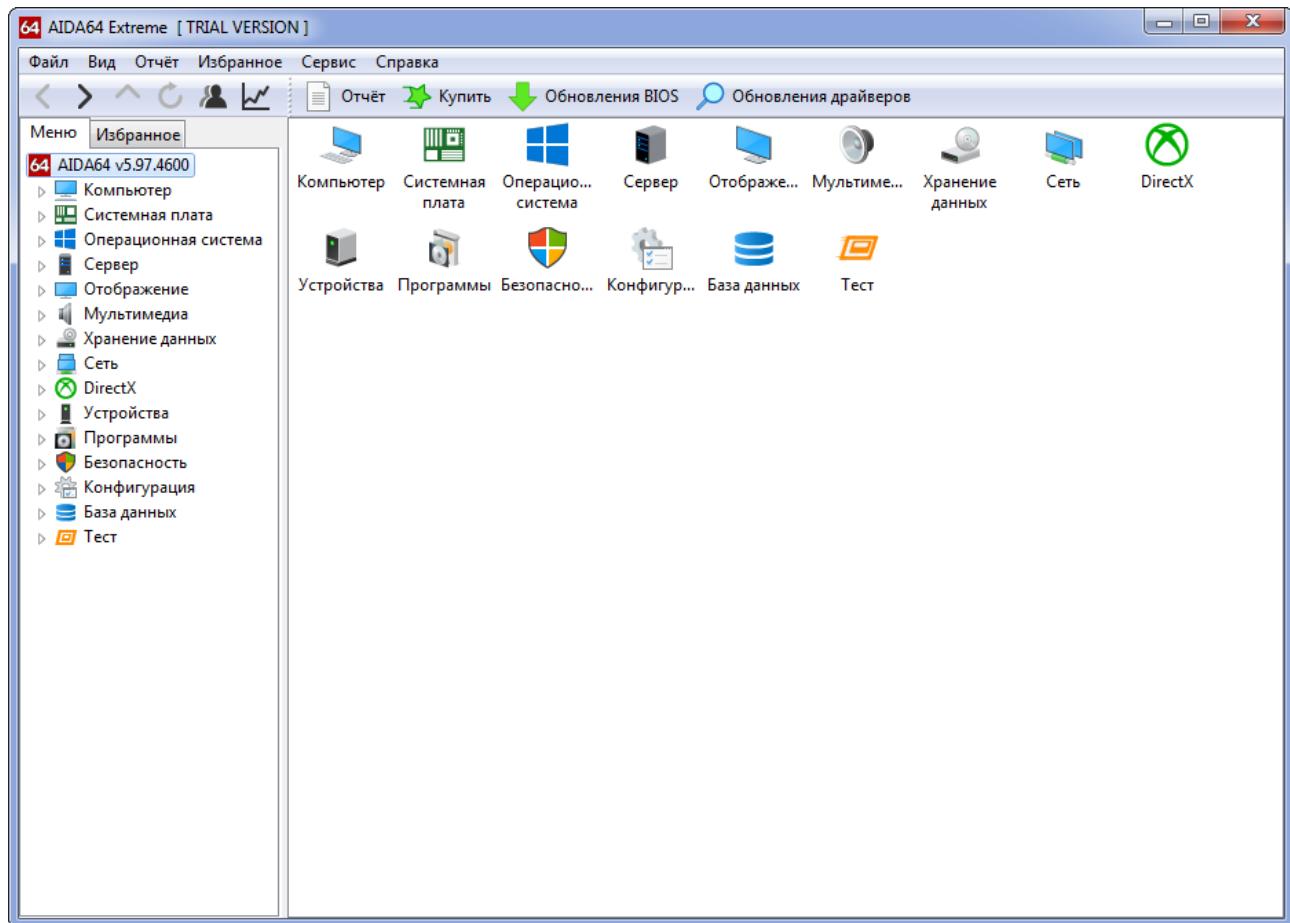 64 AIDA64 Extreme [ TRIAL VERSION ]
Файл Вид Отчёт Избранное Сервис Справка
Отчёт Купить Обновления BIOS Обновления драйверов
Меню Избранное
64 AIDA64 v5.97.4600
Компьютер
Системная плата
Операционная система
Сервер
Отображение
Мультимедиа
Хранение данных
Сеть
DirectX
Устройства
Программы
Безопасность
Конфигурация
База данных
Тест
Компьютер Системная плата Операцио... система Сервер Отображе... Мультиме... Хранение данных Сеть DirectX
Устройства Программы Безопасно... Конфигур... База данных Тест